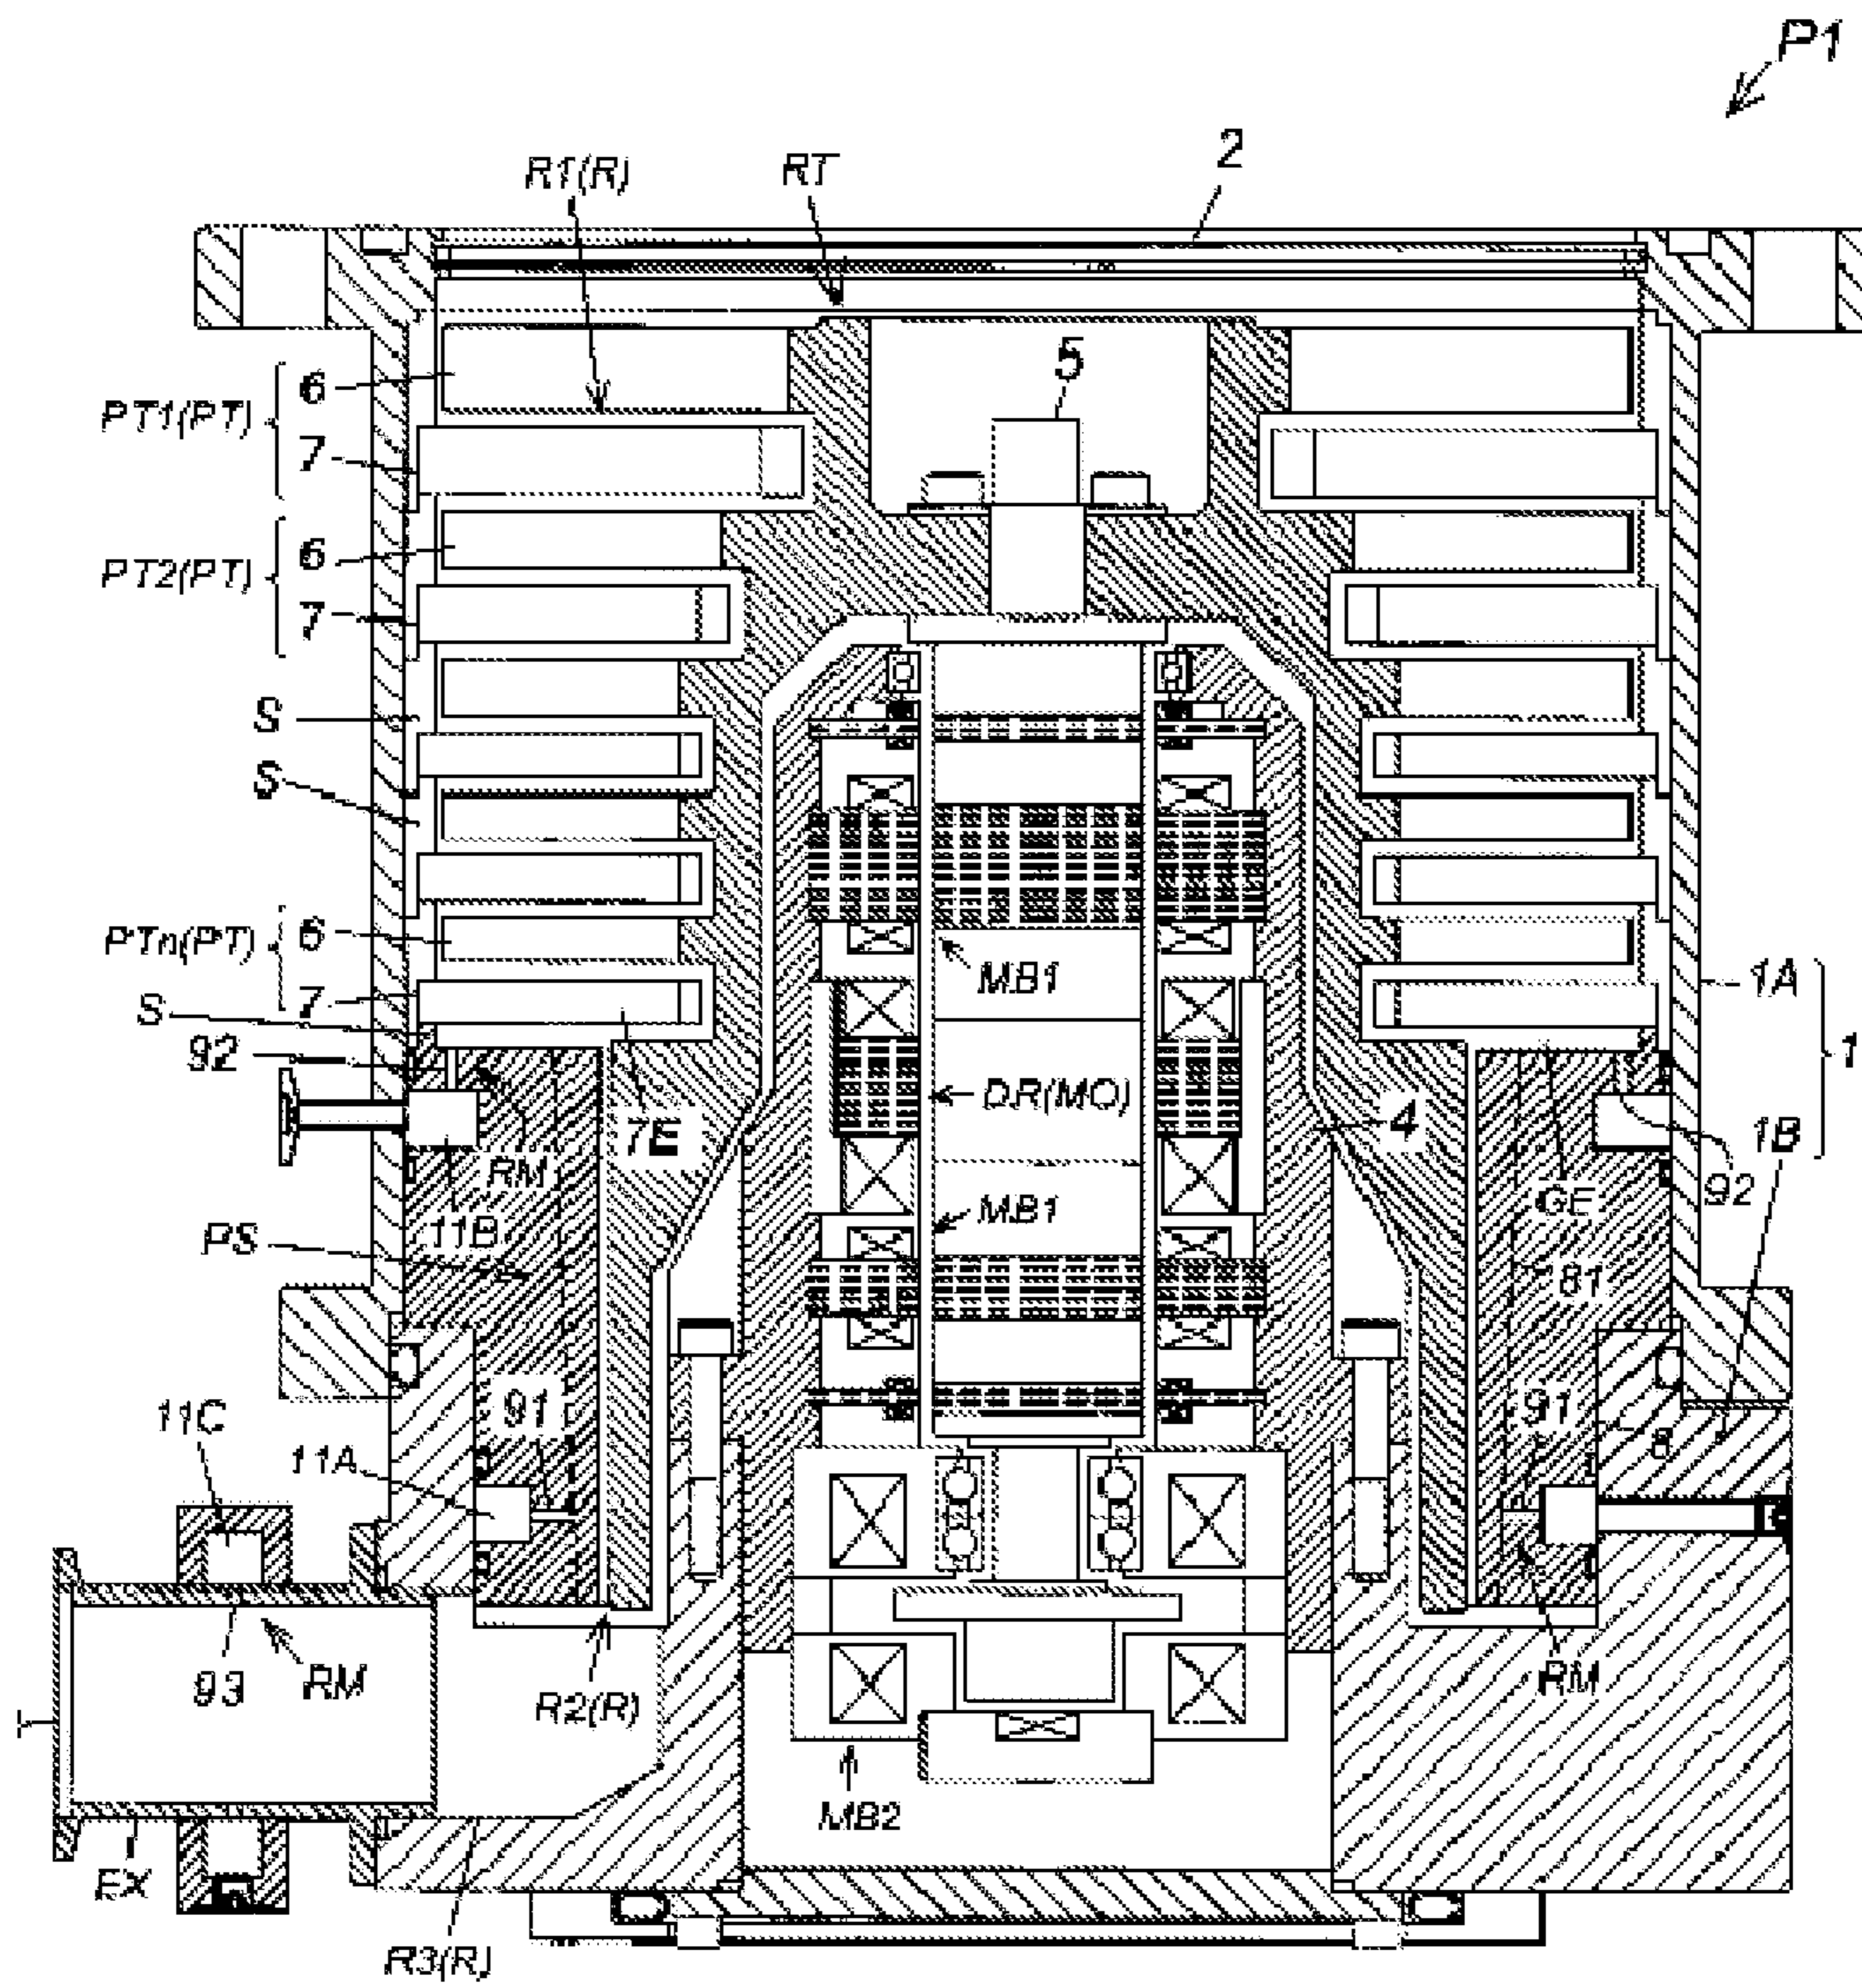 P1
2
R1(R)
RT
5
6
PT1(PT)
7
6
PT2(PT)
7
S
S
6
PTn(PT)
7
MB1
1A
S
1
92
DR(MO)
4
7E
1B
RM
92
11B
GE
MB1
PS
81
91
91
11C
8
11A
93
RM
R2(R)
RM
MB2
EX
R3(R)